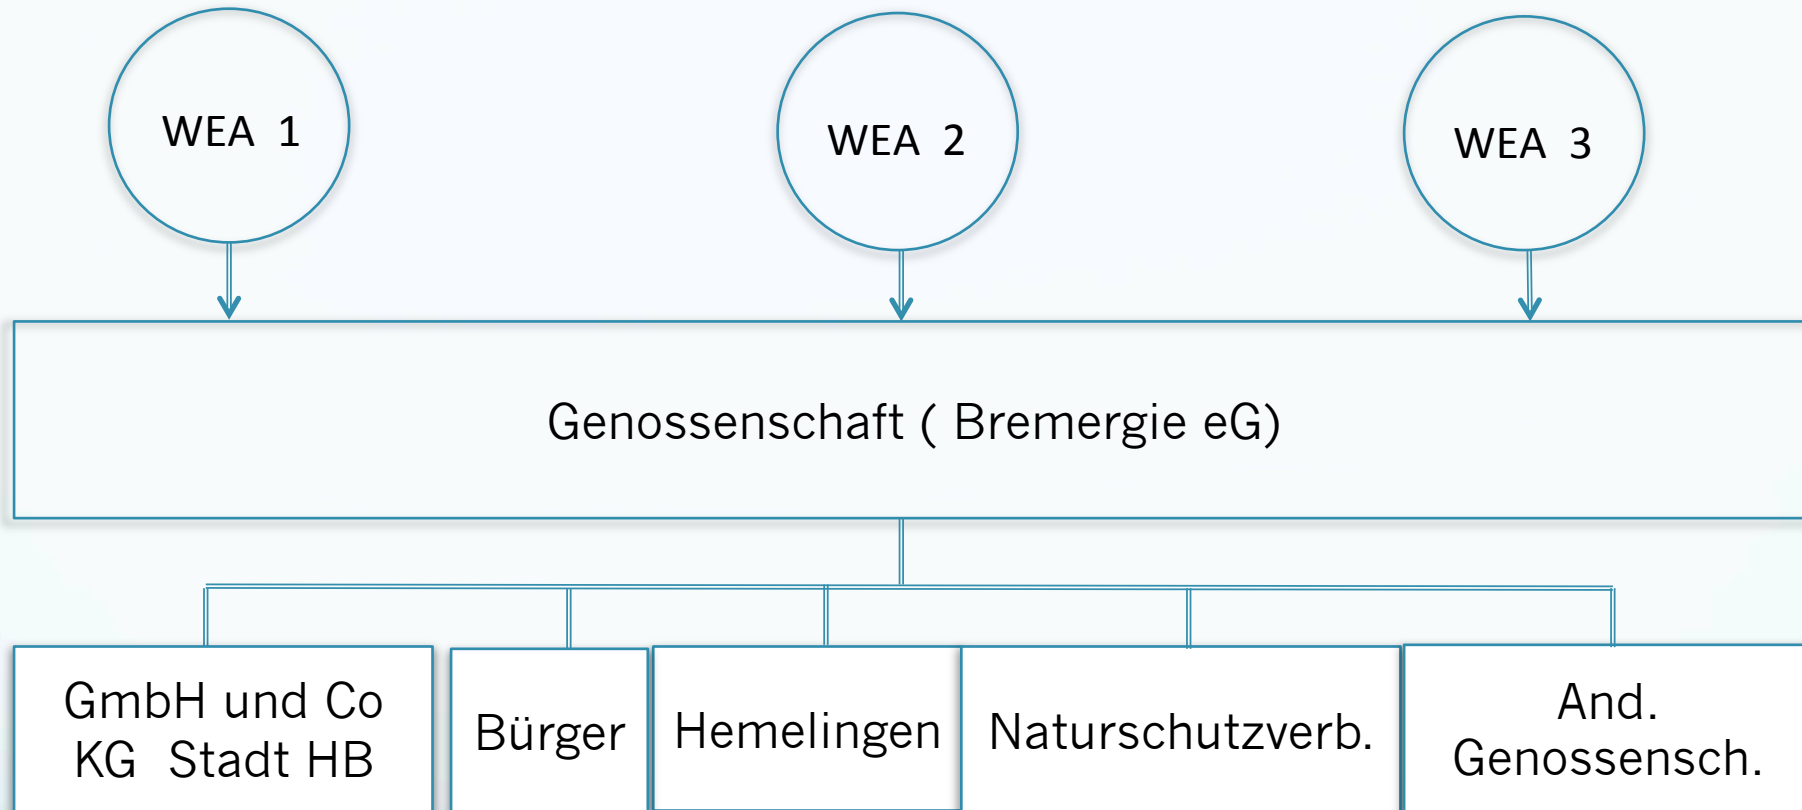 WEA 1
WEA 2
WEA 3
Genossenschaft ( Bremergie eG)
GmbH und Co
KG Stadt HB
Bürger
Hemelingen
Naturschutzverb.
And.
Genossensch.